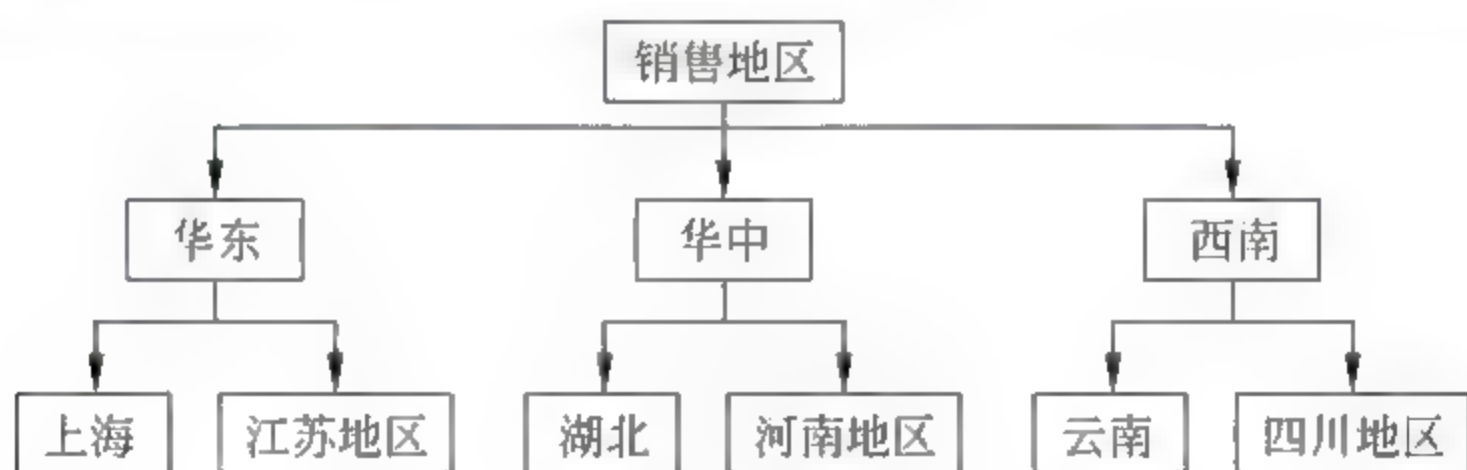 销售地区
华东
华中
西南
上海
江苏地区
湖北
河南地区
云南
四川地区